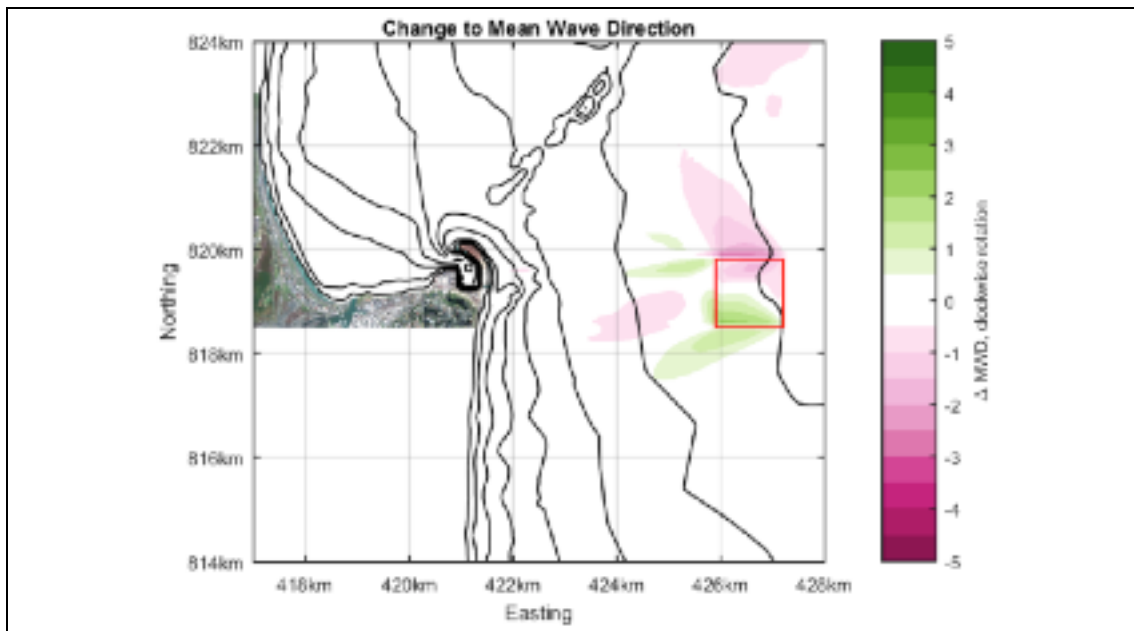 Change to Mean Wave Direction
824km
822km
820km
818km
816km
814km
Northing
418km
420km
422km
424km
426km
428km
Easting
5
4
3
2
1
0
-1
-2
-3
-4
-5
Δ MWD, clockwise rotation